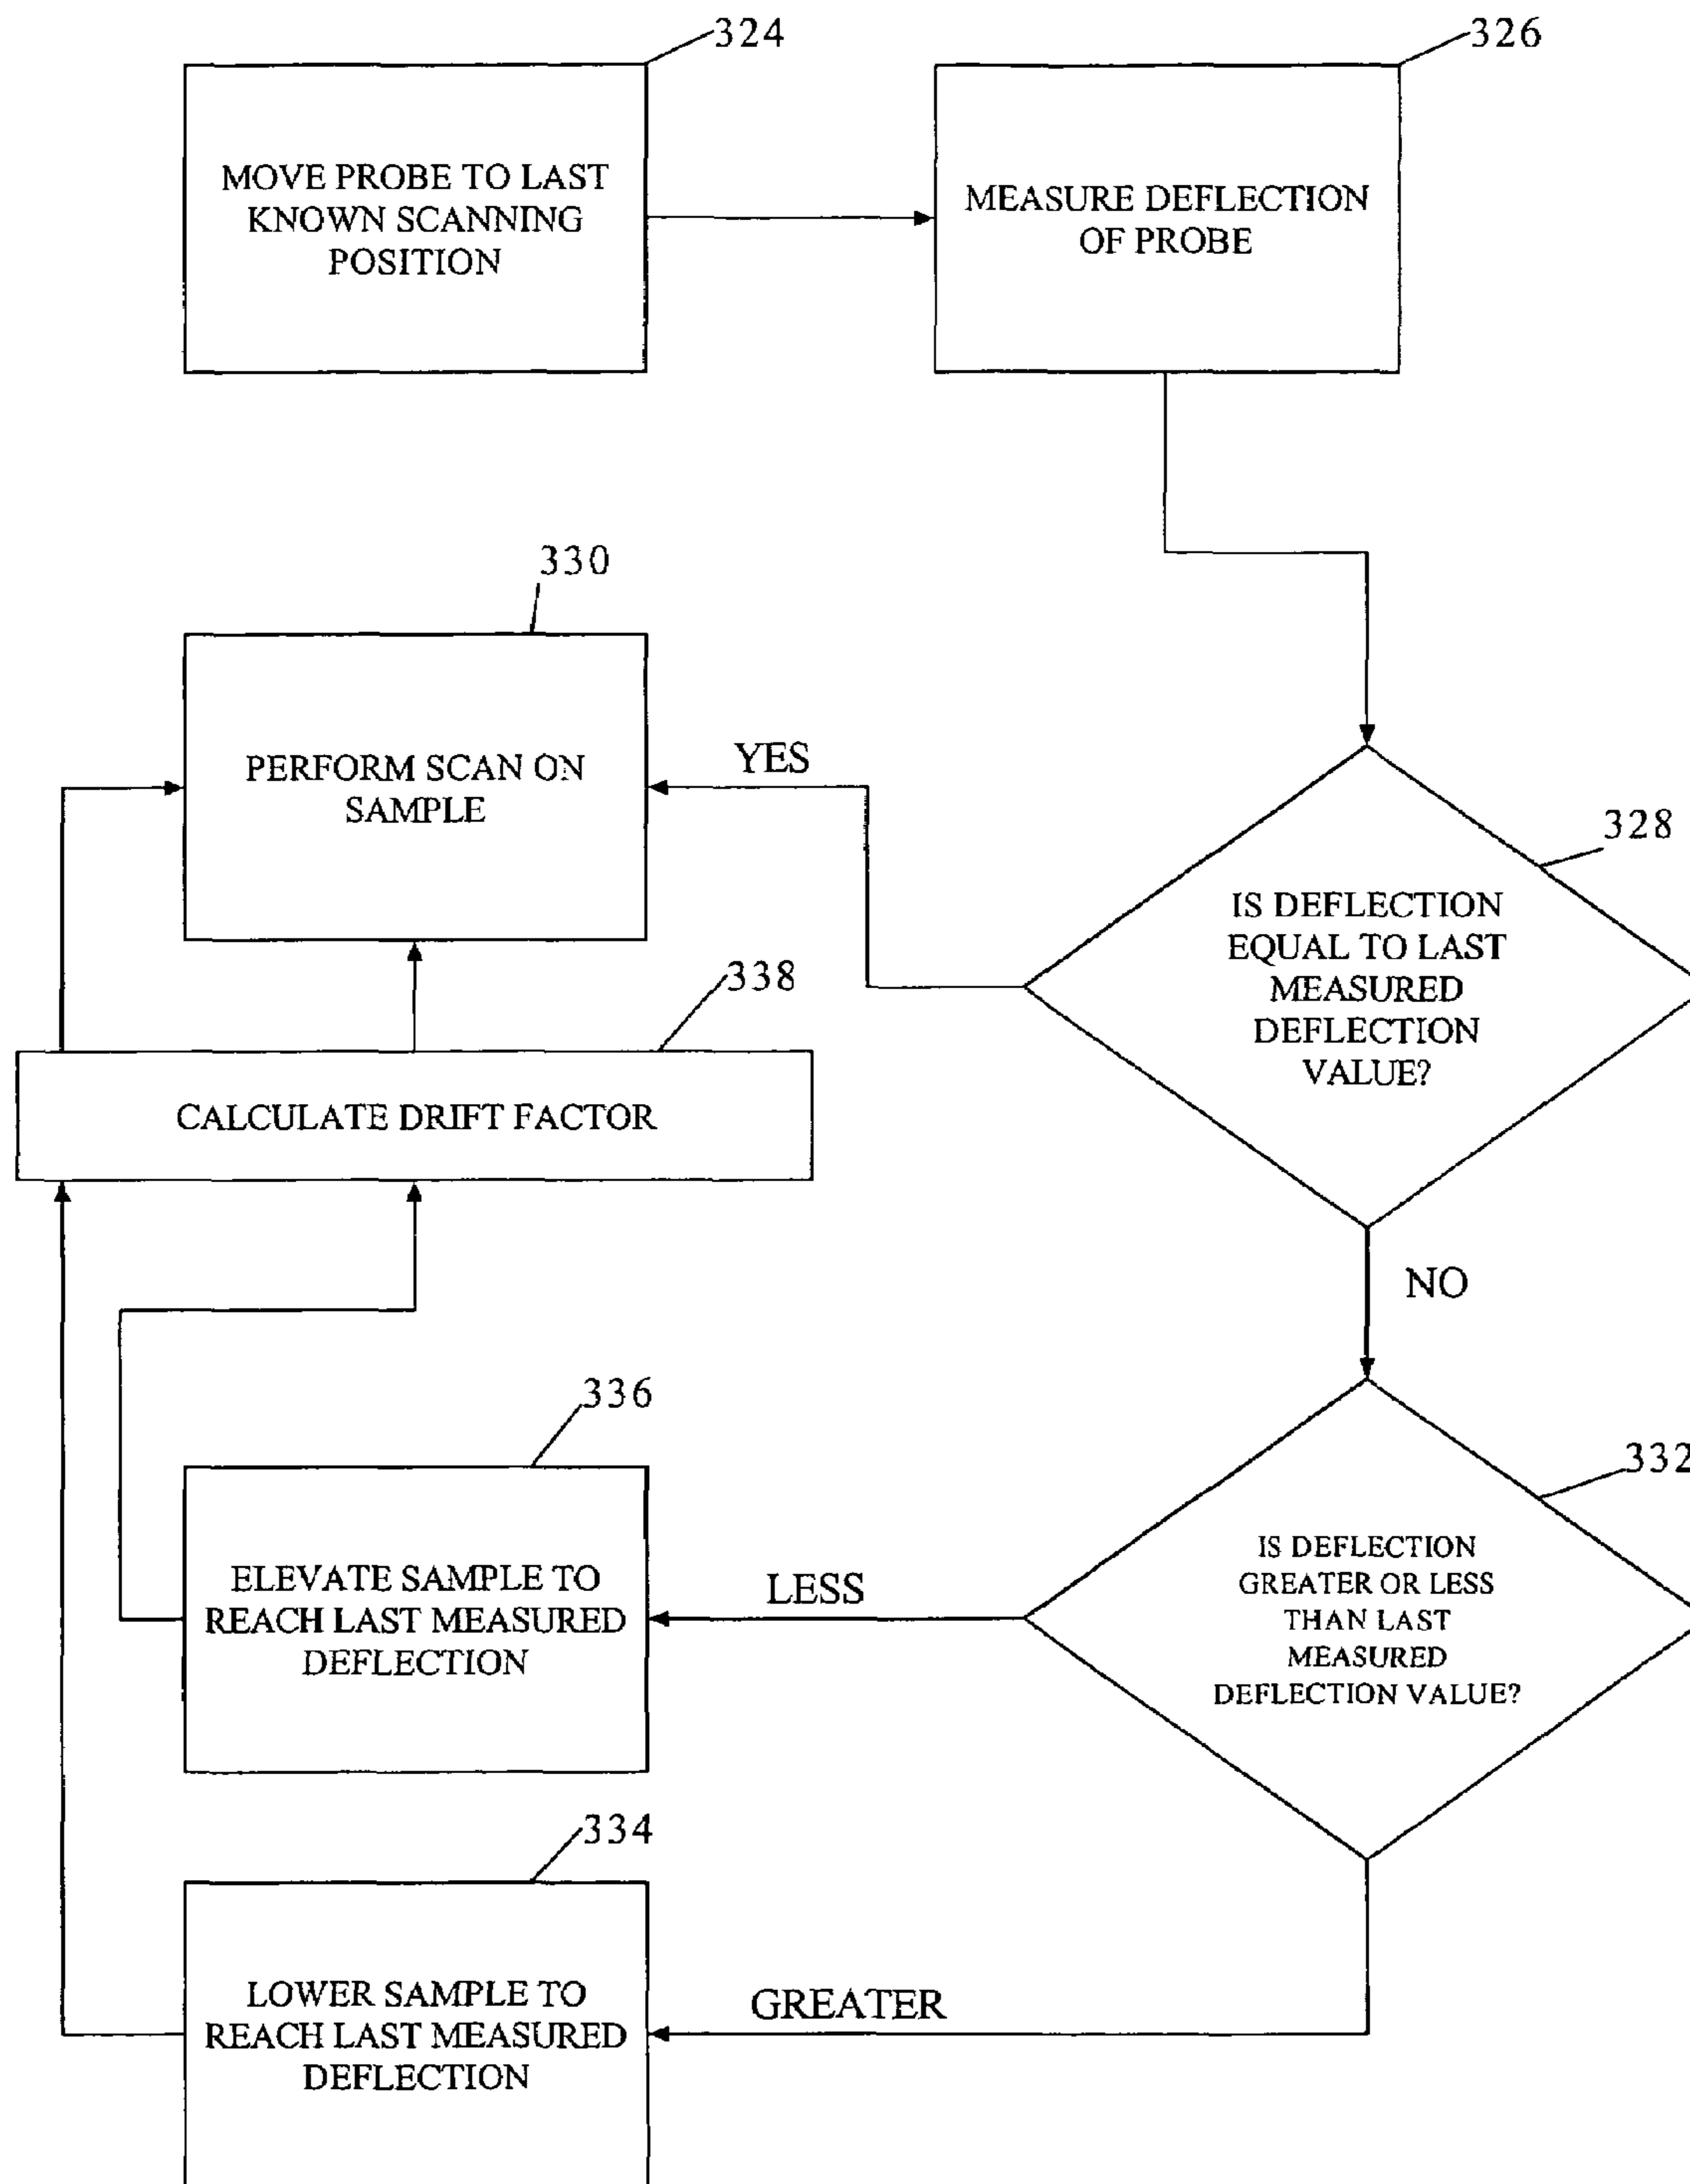 324
326
MOVE PROBE TO LAST
KNOWN SCANNING
POSITION
MEASURE DEFLECTION
OF PROBE
330
PERFORM SCAN ON
SAMPLE
YES
328
IS DEFLECTION
EQUAL TO LAST
MEASURED
DEFLECTION
VALUE?
338
CALCULATE DRIFT FACTOR
NO
336
332
ELEVATE SAMPLE TO
REACH LAST MEASURED
DEFLECTION
LESS
IS DEFLECTION
GREATER OR LESS
THAN LAST
MEASURED
DEFLECTION VALUE?
334
LOWER SAMPLE TO
REACH LAST MEASURED
DEFLECTION
GREATER